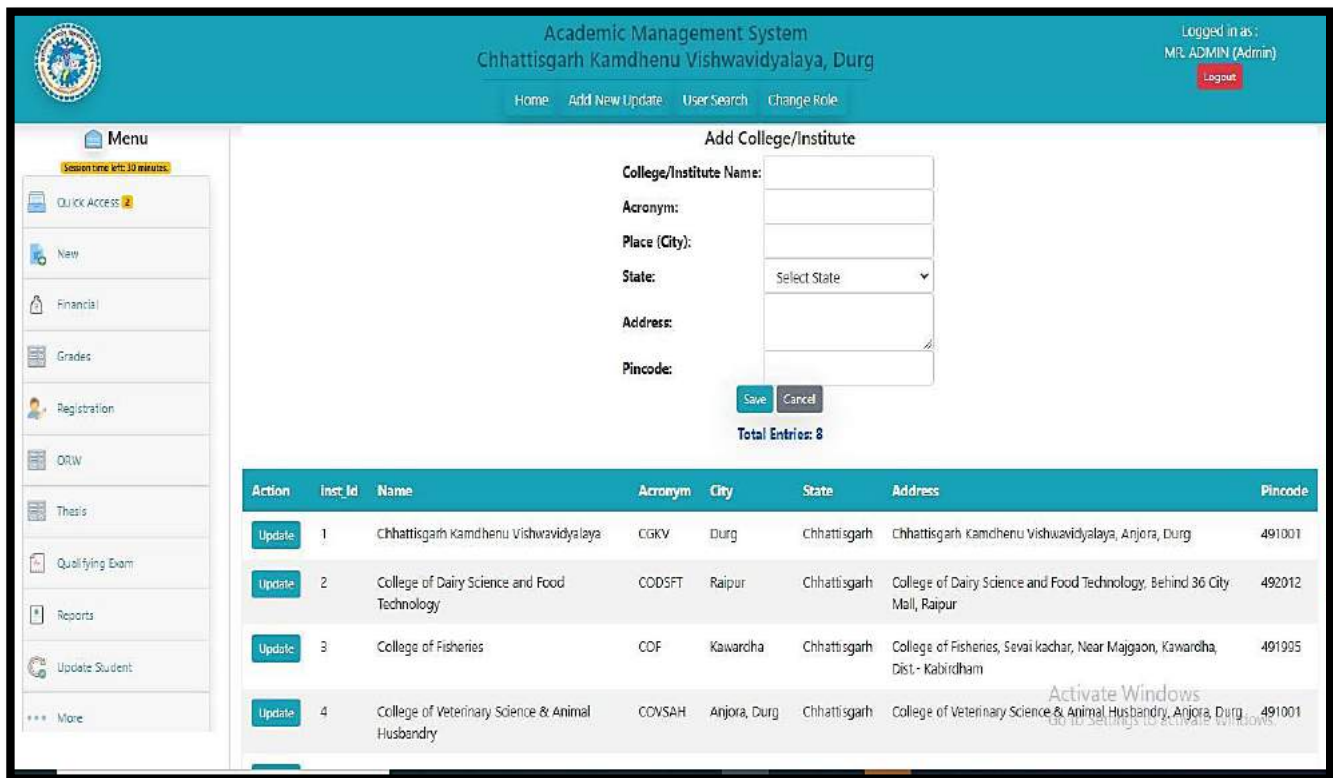 Academic Management System
Chhattisgarh Kamdhenu Vishwavidyalaya, Durg
Logged in as :
MR. ADMIN (Admin)
Logout
Home Add New Update User Search Change Role
Menu
Session time left: 30 minutes.
Quick Access 2
New
Financial
Grades
Registration
ORW
Thesis
Qualifying Exam
Reports
Update Student
More
Add College/Institute
College/Institute Name:
Acronym:
Place (City):
State: Select State
Address:
Pincode:
Save Cancel
Total Entries: 8
Action inst_Id Name Acronym City State Address Pincode
Update 1 Chhattisgarh Kamdhenu Vishwavidyalaya CGKV Durg Chhattisgarh Chhattisgarh Kamdhenu Vishwavidyalaya, Anjora, Durg 491001
Update 2 College of Dairy Science and Food CODSFT Raipur Chhattisgarh College of Dairy Science and Food Technology, Behind 36 City 492012
Technology Mall, Raipur
Update 3 College of Fisheries COF Kawardha Chhattisgarh College of Fisheries, Sevai kachar, Near Majgaon, Kawardha, 491995
Dist.- Kabirdham
Update 4 College of Veterinary Science & Animal COVSAH Anjora, Durg Chhattisgarh College of Veterinary Science & Animal Husbandry, Anjora, Durg 491001
Husbandry
Activate Windows
Go to Settings to activate Windows.